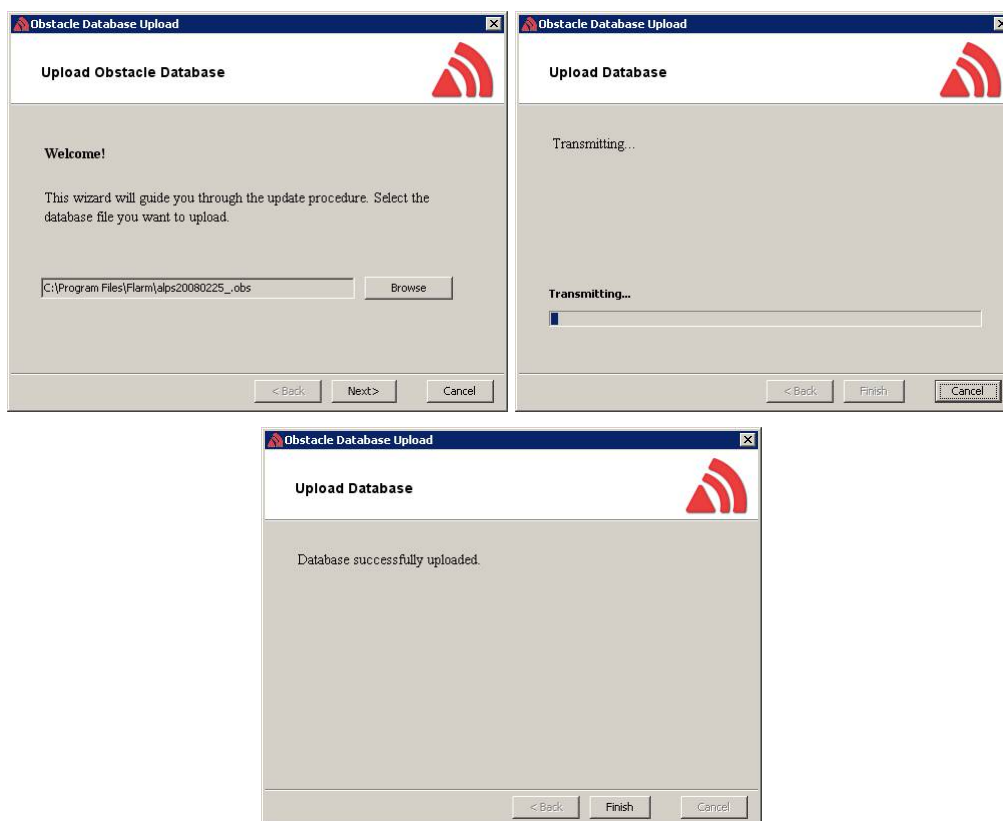 Obstacle Database Upload
Upload Obstacle Database
Welcome!
This wizard will guide you through the update procedure. Select the
database file you want to upload.
C:\Program Files\Flarm\alps20080225_.obs
Browse
< Back
Next>
Cancel
Obstacle Database Upload
Upload Database
Transmitting...
Transmitting...
< Back
Finish
Cancel
Obstacle Database Upload
Upload Database
Database successfully uploaded.
< Back
Finish
Cancel